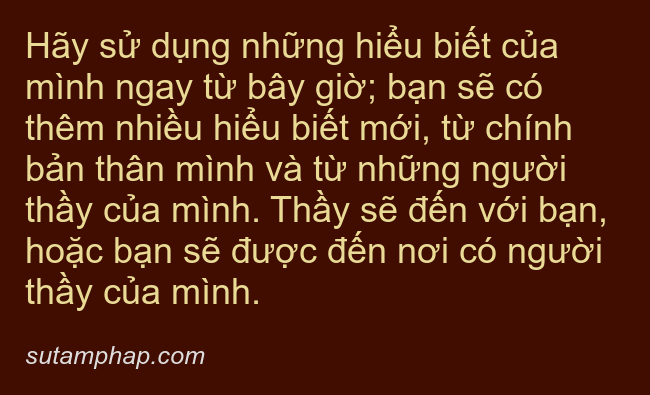 Hãy sử dụng những hiểu biết của
mình ngay từ bây giờ; bạn sẽ có
thêm nhiều hiểu biết mới, từ chính
bản thân mình và từ những người
thầy của mình. Thầy sẽ đến với bạn,
hoặc bạn sẽ được đến nơi có người
thầy của mình.
sutamphap.com